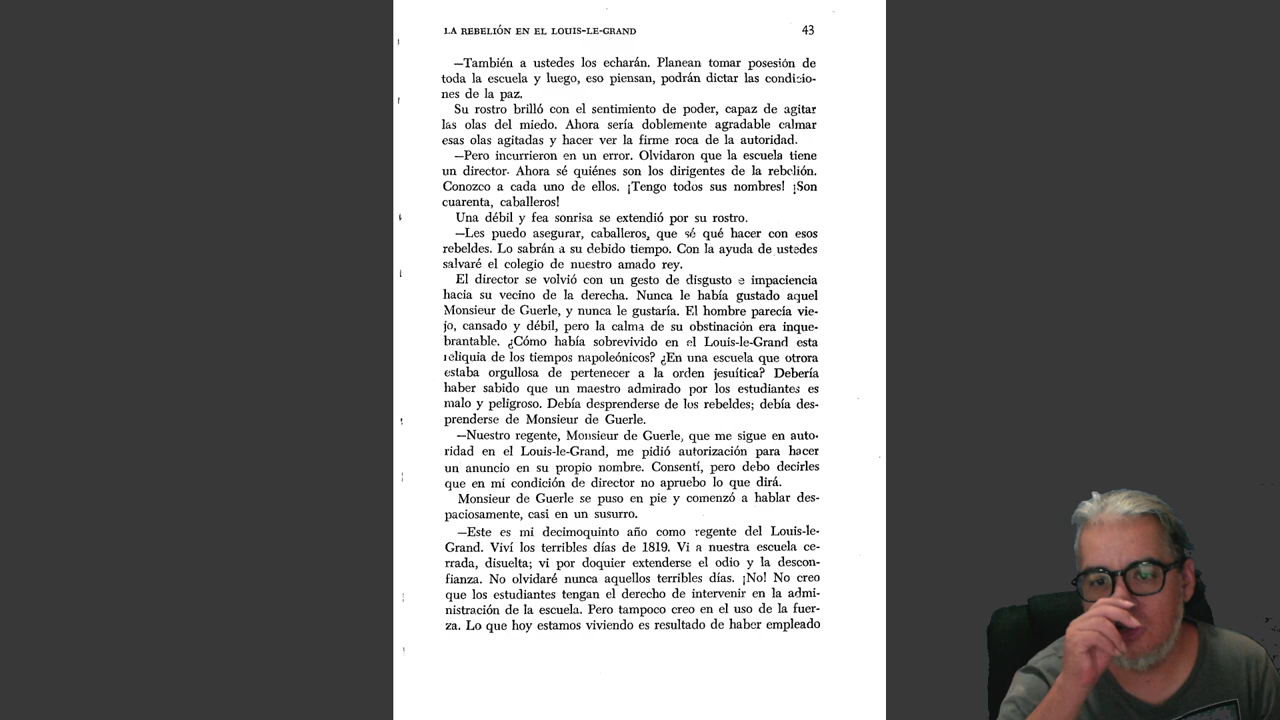 LA REBELIÓN EN EL LOUIS-LE-GRAND 43
—También a ustedes los echarán. Planean tomar posesión de
toda la escuela y luego, eso piensan, podrán dictar las condicio-
nes de la paz.
Su rostro brilló con el sentimiento de poder, capaz de agitar
las olas del miedo. Ahora sería doblemente agradable calmar
esas olas agitadas y hacer ver la firme roca de la autoridad.
—Pero incurrieron en un error. Olvidaron que la escuela tiene
un director. Ahora sé quiénes son los dirigentes de la rebelión.
Conozco a cada uno de ellos. ¡Tengo todos sus nombres! ¡Son
cuarenta, caballeros!
Una débil y fea sonrisa se extendió por su rostro.
—Les puedo asegurar, caballeros, que sé qué hacer con esos
rebeldes. Lo sabrán a su debido tiempo. Con la ayuda de ustedes
salvaré el colegio de nuestro amado rey.
El director se volvió con un gesto de disgusto e impaciencia
hacia su vecino de la derecha. Nunca le había gustado aquel
Monsieur de Guerle, y nunca le gustaría. El hombre parecía vie-
jo, cansado y débil, pero la calma de su obstinación era inque-
brantable. ¿Cómo había sobrevivido en el Louis-le-Grand esta
reliquia de los tiempos napoleónicos? ¿En una escuela que otrora
estaba orgullosa de pertenecer a la orden jesuítica? Debería
haber sabido que un maestro admirado por los estudiantes es
malo y peligroso. Debía desprenderse de los rebeldes; debía des-
prenderse de Monsieur de Guerle.
—Nuestro regente, Monsieur de Guerle, que me sigue en auto-
ridad en el Louis-le-Grand, me pidió autorización para hacer
un anuncio en su propio nombre. Consentí, pero debo decirles
que en mi condición de director no apruebo lo que dirá.
Monsieur de Guerle se puso en pie y comenzó a hablar des-
paciosamente, casi en un susurro.
—Este es mi decimoquinto año como regente del Louis-le-
Grand. Viví los terribles días de 1819. Vi a nuestra escuela ce-
rrada, disuelta; vi por doquier extenderse el odio y la descon-
fianza. No olvidaré nunca aquellos terribles días. ¡No! No creo
que los estudiantes tengan el derecho de intervenir en la admi-
nistración de la escuela. Pero tampoco creo en el uso de la fuer-
za. Lo que hoy estamos viviendo es resultado de haber empleado